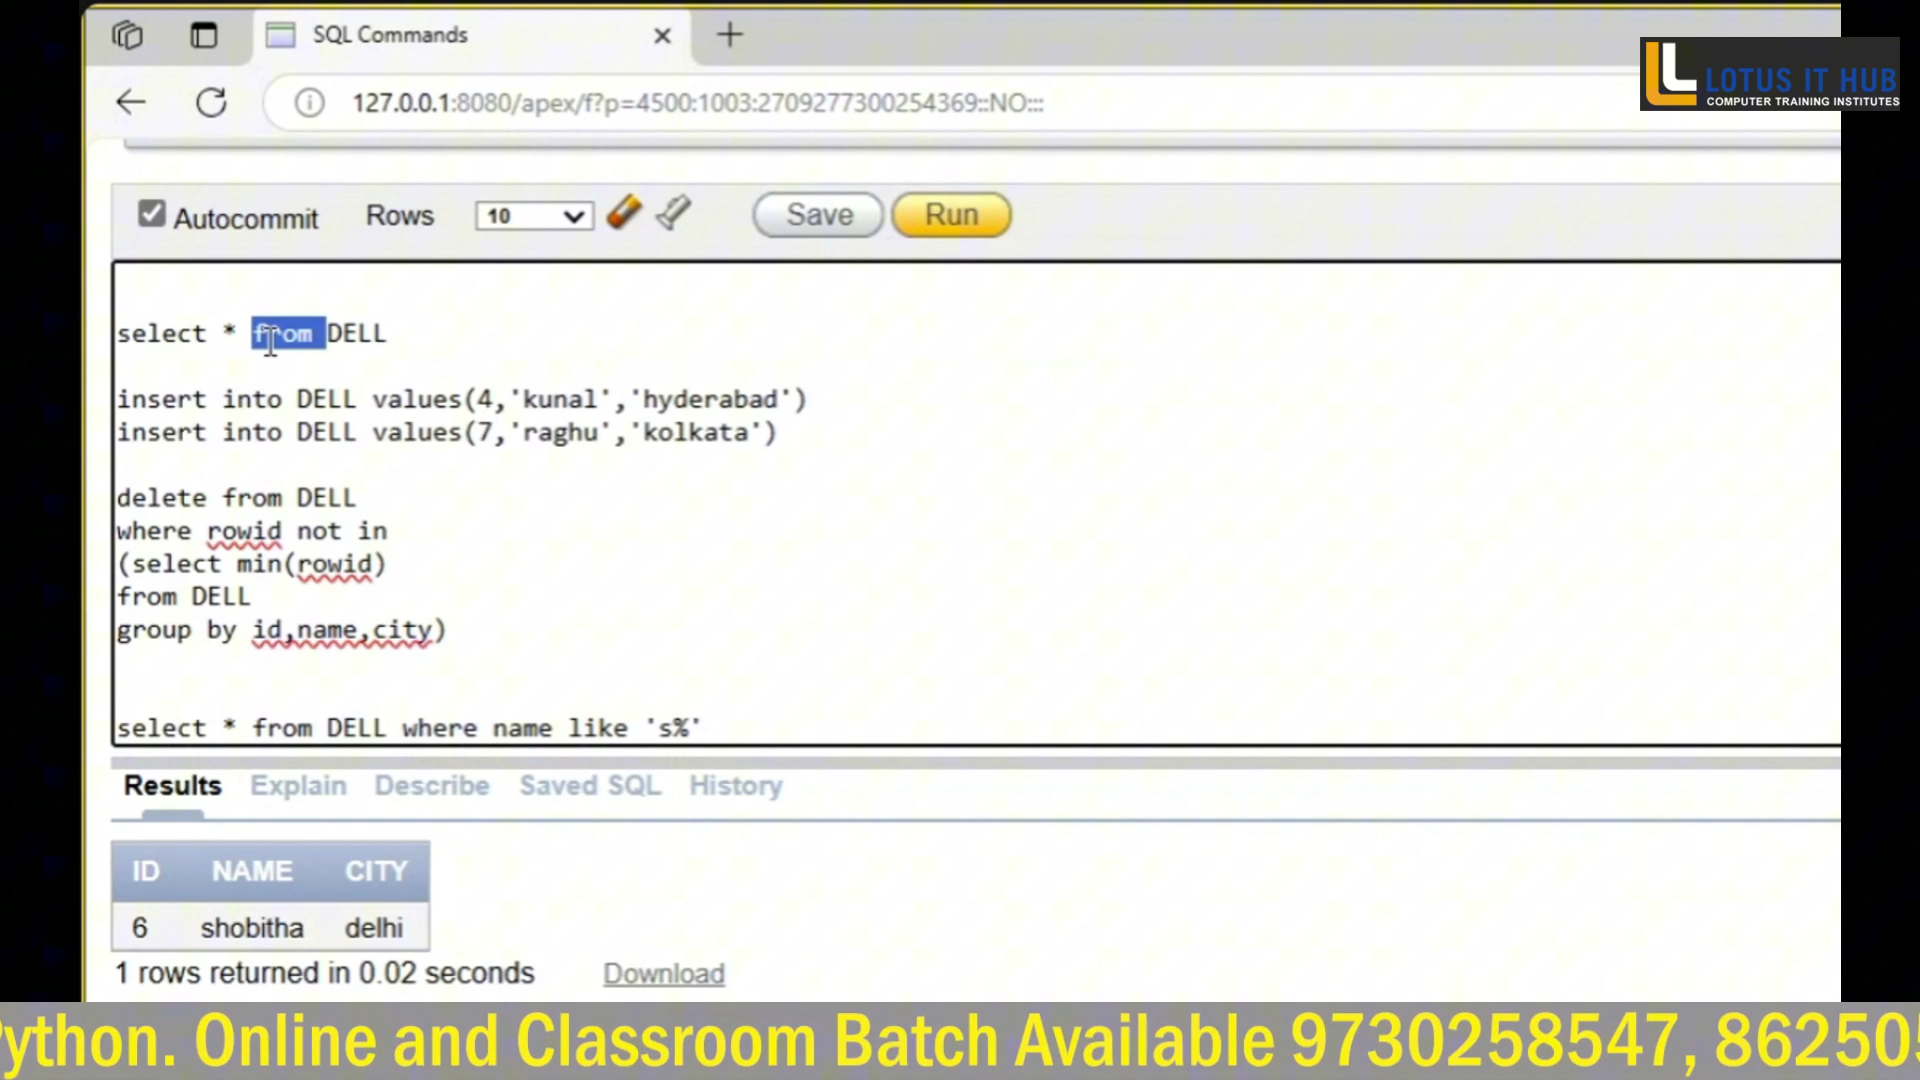 SQL Commands
127.0.0.1:8080/apex/f?p=4500:1003:2709277300254369::NO:::
LOTUS IT HUB
COMPUTER TRAINING INSTITUTES
Autocommit Rows 10 Save Run
select * from DELL
insert into DELL values(4,'kunal','hyderabad')
insert into DELL values(7,'raghu','kolkata')
delete from DELL
where rowid not in
(select min(rowid)
from DELL
group by id,name,city)
select * from DELL where name like 's%'
Results Explain Describe Saved SQL History
ID NAME CITY
6 shobitha delhi
1 rows returned in 0.02 seconds Download
ython. Online and Classroom Batch Available 9730258547, 86250